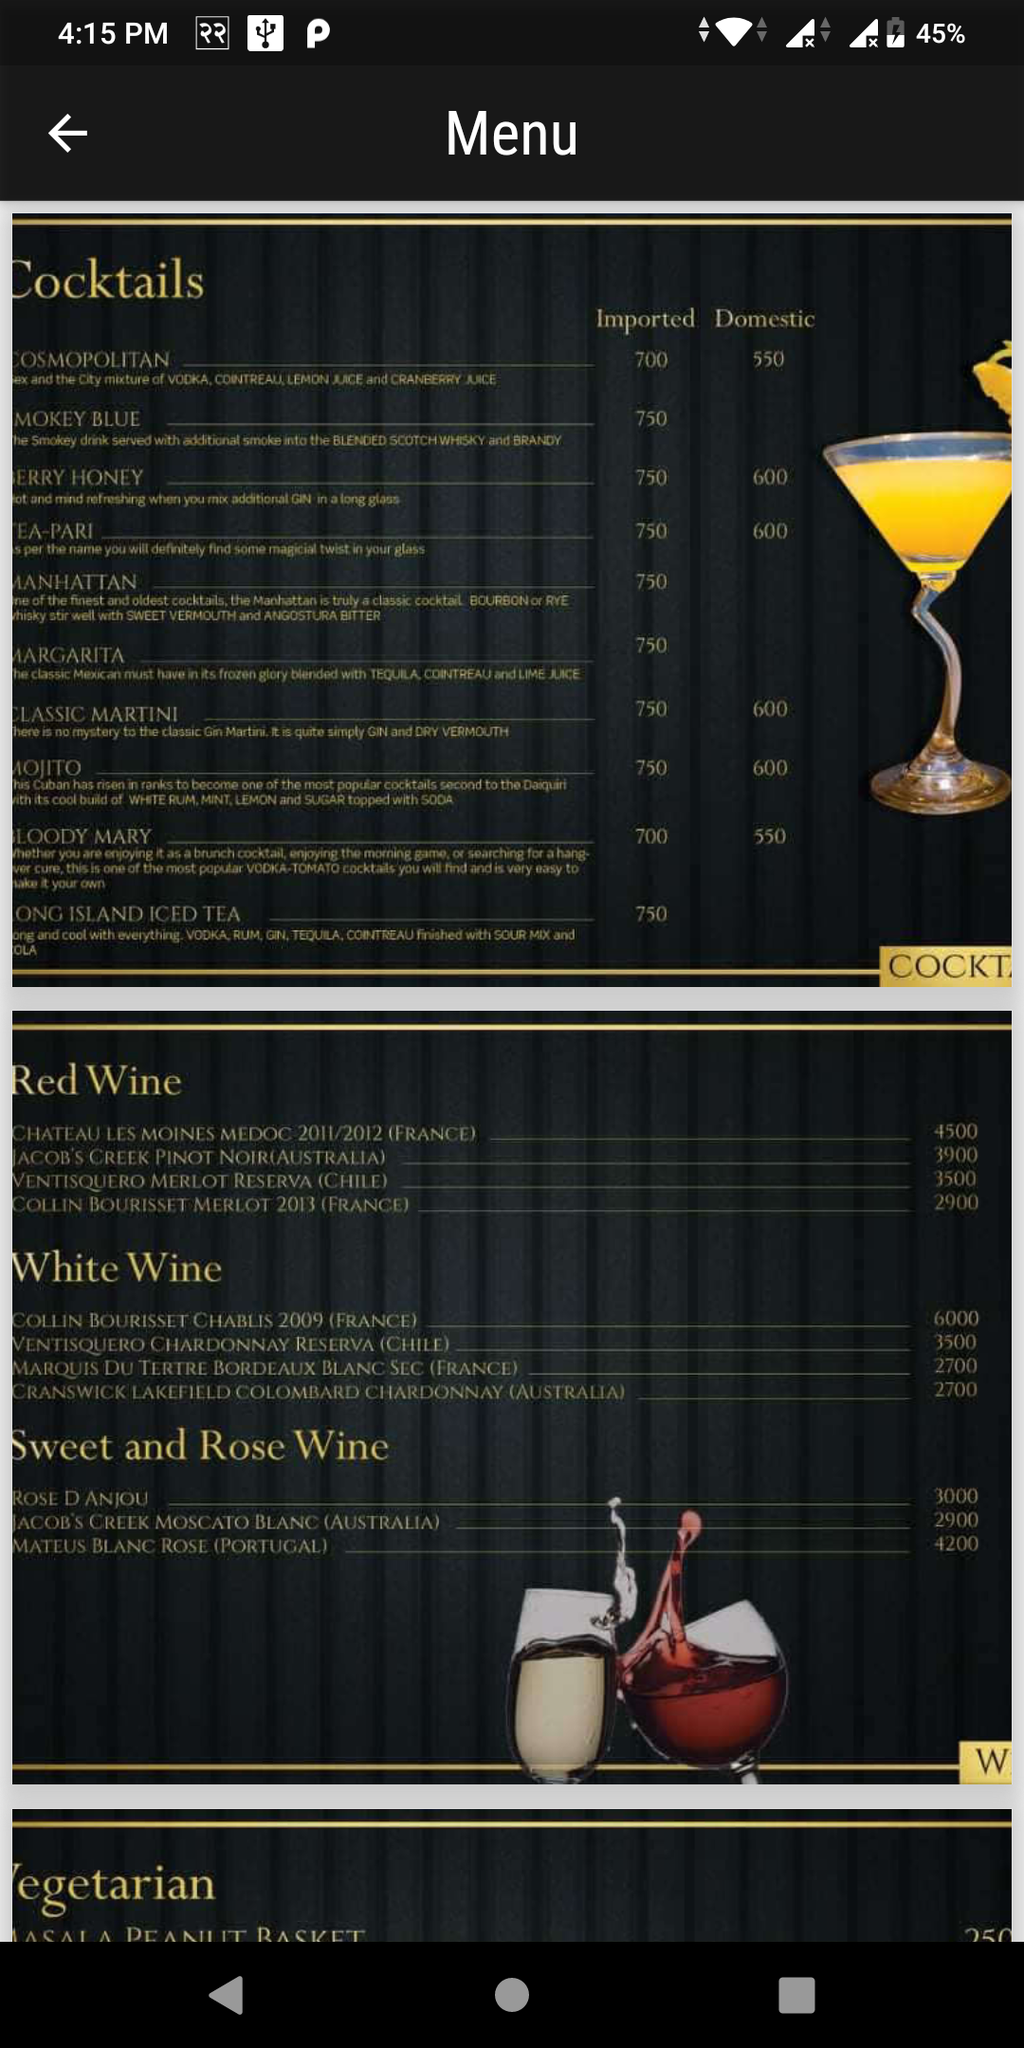 4:15 PM २२ 45%
Menu
Cocktails
Imported Domestic
COSMOPOLITAN 700 550
ex and the City mixture of VODKA, COINTREAU, LEMON JUICE and CRANBERRY JUICE
MOKEY BLUE 750
he Smokey drink served with additional smoke into the BLENDED SCOTCH WHISKY and BRANDY
BERRY HONEY 750 600
ot and mind refreshing when you mix additional GIN in a long glass
TEA-PARI 750 600
s per the name you will definitely find some magicial twist in your glass
MANHATTAN 750
ne of the finest and oldest cocktails, the Manhattan is truly a classic cocktail. BOURBON or RYE
whisky stir well with SWEET VERMOUTH and ANGOSTURA BITTER
MARGARITA 750
he classic Mexican must have in its frozen glory blended with TEQUILA, COINTREAU and LIME JUICE
CLASSIC MARTINI 750 600
here is no mystery to the classic Gin Martini. It is quite simply GIN and DRY VERMOUTH
MOJITO 750 600
his Cuban has risen in ranks to become one of the most popular cocktails second to the Daiquiri
with its cool build of WHITE RUM, MINT, LEMON and SUGAR topped with SODA
BLOODY MARY 700 550
Whether you are enjoying it as a brunch cocktail, enjoying the morning game, or searching for a hang-
ver cure, this is one of the most popular VODKA-TOMATO cocktails you will find and is very easy to
make it your own
LONG ISLAND ICED TEA 750
ong and cool with everything. VODKA, RUM, GIN, TEQUILA, COINTREAU finished with SOUR MIX and
COLA
COCKTA
Red Wine
CHATEAU LES MOINES MEDOC 2011/2012 (FRANCE) 4500
JACOB'S CREEK PINOT NOIR(AUSTRALIA) 3900
VENTISQUERO MERLOT RESERVA (CHILE) 3500
COLLIN BOURISSET MERLOT 2013 (FRANCE) 2900
White Wine
COLLIN BOURISSET CHABLIS 2009 (FRANCE) 6000
VENTISQUERO CHARDONNAY RESERVA (CHILE) 3500
MARQUIS DU TERTRE BORDEAUX BLANC SEC (FRANCE) 2700
CRANSWICK LAKEFIELD COLOMBARD CHARDONNAY (AUSTRALIA) 2700
Sweet and Rose Wine
ROSE D ANJOU 3000
JACOB'S CREEK MOSCATO BLANC (AUSTRALIA) 2900
MATEUS BLANC ROSE (PORTUGAL) 4200
W
Vegetarian
MASALA PEANUT BASKET 250